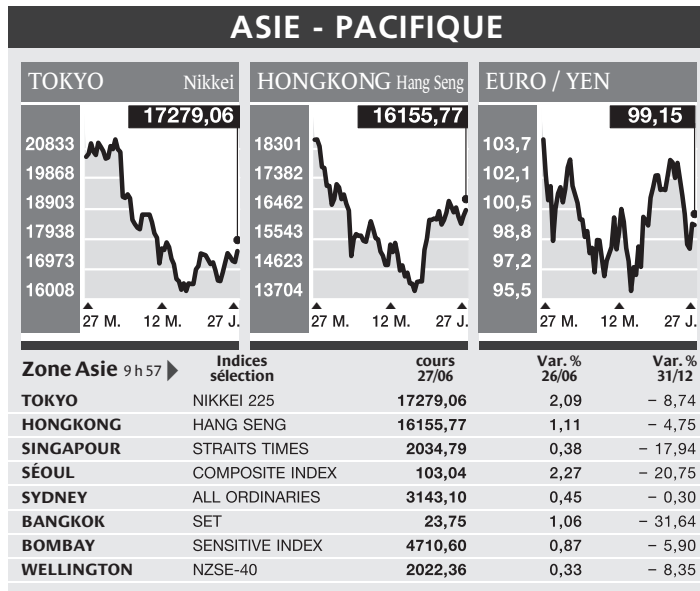 ASIE - PACIFIQUE
TOKYO Nikkei
17279,06
20833
19868
18903
17938
16973
16008
27 M. 12 M. 27 J.
HONGKONG Hang Seng
16155,77
18301
17382
16462
15543
14623
13704
27 M. 12 M. 27 J.
EURO / YEN
99,15
103,7
102,1
100,5
98,8
97,2
95,5
27 M. 12 M. 27 J.
Zone Asie 9 h 57 Indices sélection cours 27/06 Var. % 26/06 Var. % 31/12
TOKYO NIKKEI 225 17279,06 2,09 – 8,74
HONGKONG HANG SENG 16155,77 1,11 – 4,75
SINGAPOUR STRAITS TIMES 2034,79 0,38 – 17,94
SÉOUL COMPOSITE INDEX 103,04 2,27 – 20,75
SYDNEY ALL ORDINARIES 3143,10 0,45 – 0,30
BANGKOK SET 23,75 1,06 – 31,64
BOMBAY SENSITIVE INDEX 4710,60 0,87 – 5,90
WELLINGTON NZSE-40 2022,36 0,33 – 8,35